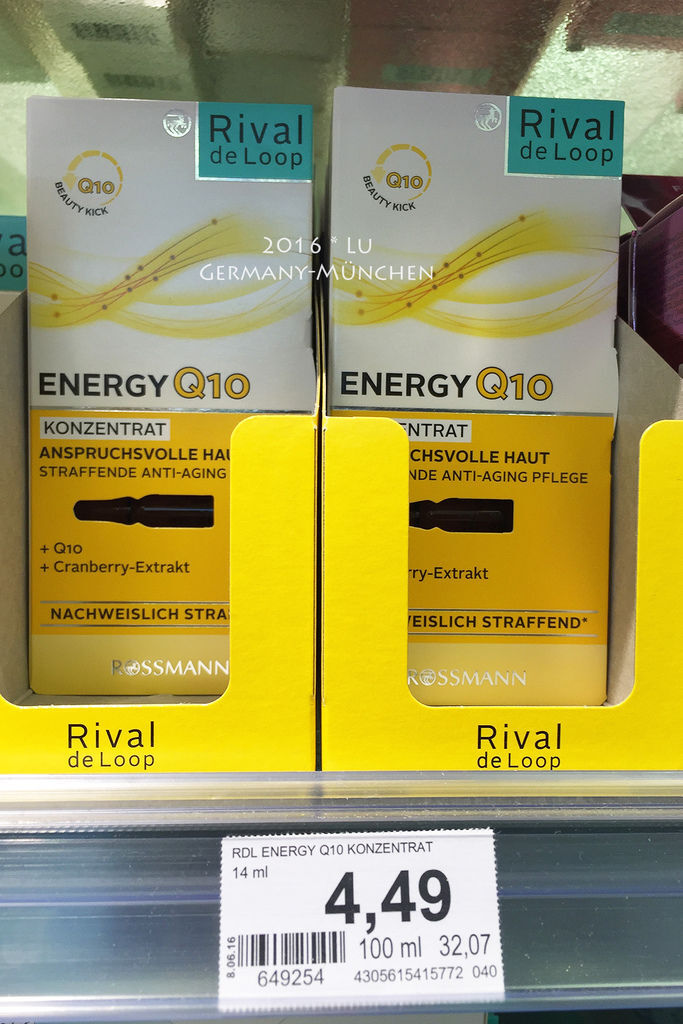 Rival
de Loop
Q10
BEAUTY KICK
ENERGY Q10
KONZENTRAT
ANSPRUCHSVOLLE HAU
STRAFFENDE ANTI-AGING
+ Q10
+ Cranberry-Extrakt
NACHWEISLICH STRA
ROSSMANN
Rival
de Loop
Rival
de Loop
Q10
BEAUTY KICK
ENERGY Q10
ENTRAT
CHSVOLLE HAUT
NDE ANTI-AGING PFLEGE
ry-Extrakt
EISLICH STRAFFEND*
ROSSMANN
Rival
de Loop
2016 * LU
GERMANY-MÜNCHEN
RDL ENERGY Q10 KONZENTRAT
14 ml
4,49
8.06.16
100 ml 32,07
649254
4305615415772 040